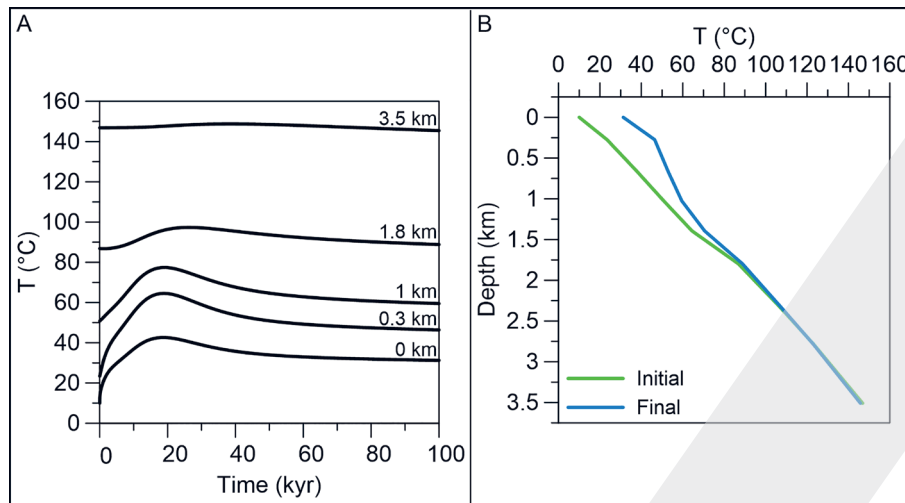 A
T (°C)
160
140
120
100
80
60
40
20
0
3.5 km
1.8 km
1 km
0.3 km
0 km
0 20 40 60 80 100
Time (kyr)
B
T (°C)
0 20 40 60 80 100 120 140 160
Depth (km)
0
0.5
1
1.5
2
2.5
3
3.5
Initial
Final